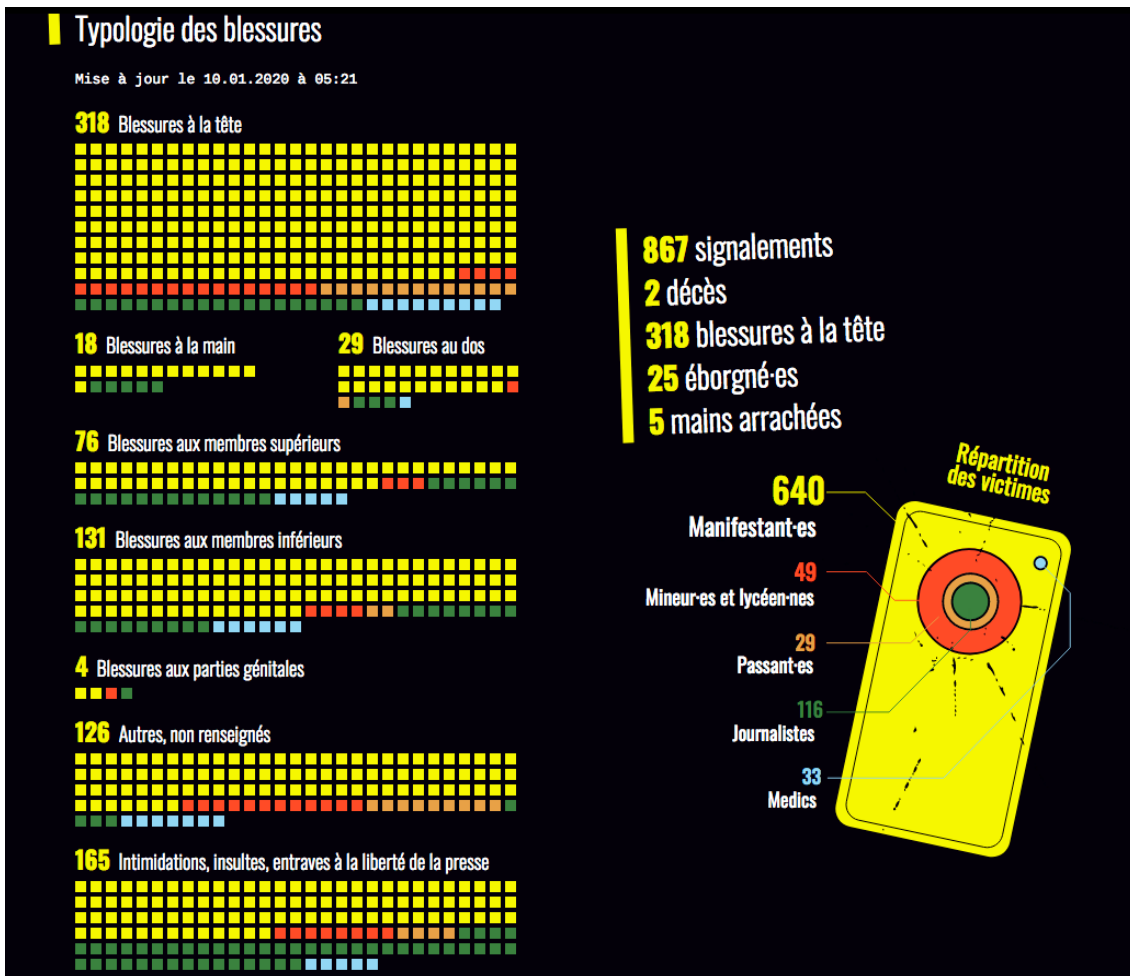 Typologie des blessures
Mise à jour le 10.01.2020 à 05:21
318 Blessures à la tête
18 Blessures à la main
29 Blessures au dos
76 Blessures aux membres supérieurs
131 Blessures aux membres inférieurs
4 Blessures aux parties génitales
126 Autres, non renseignés
165 Intimidations, insultes, entraves à la liberté de la presse
867 signalements
2 décès
318 blessures à la tête
25 éborgné·es
5 mains arrachées
Répartition
des victimes
640
Manifestant·es
49
Mineur·es et lycéen·nes
29
Passant·es
116
Journalistes
33
Medics